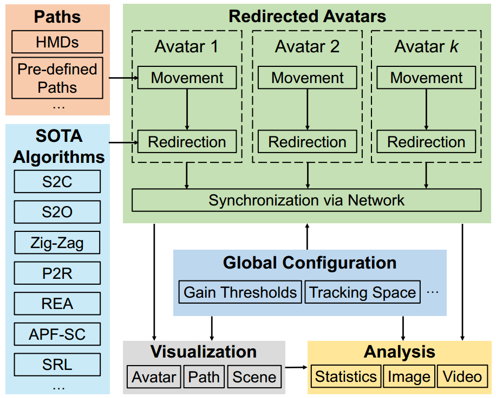 Paths
HMDs
Pre-defined
Paths
...
SOTA
Algorithms
S2C
S2O
Zig-Zag
P2R
REA
APF-SC
SRL
...
Redirected Avatars
Avatar 1
Avatar 2
Avatar k
Movement
Movement
Movement
Redirection
Redirection
Redirection
Synchronization via Network
Global Configuration
Gain Thresholds
Tracking Space
...
Visualization
Avatar
Path
Scene
Analysis
Statistics
Image
Video